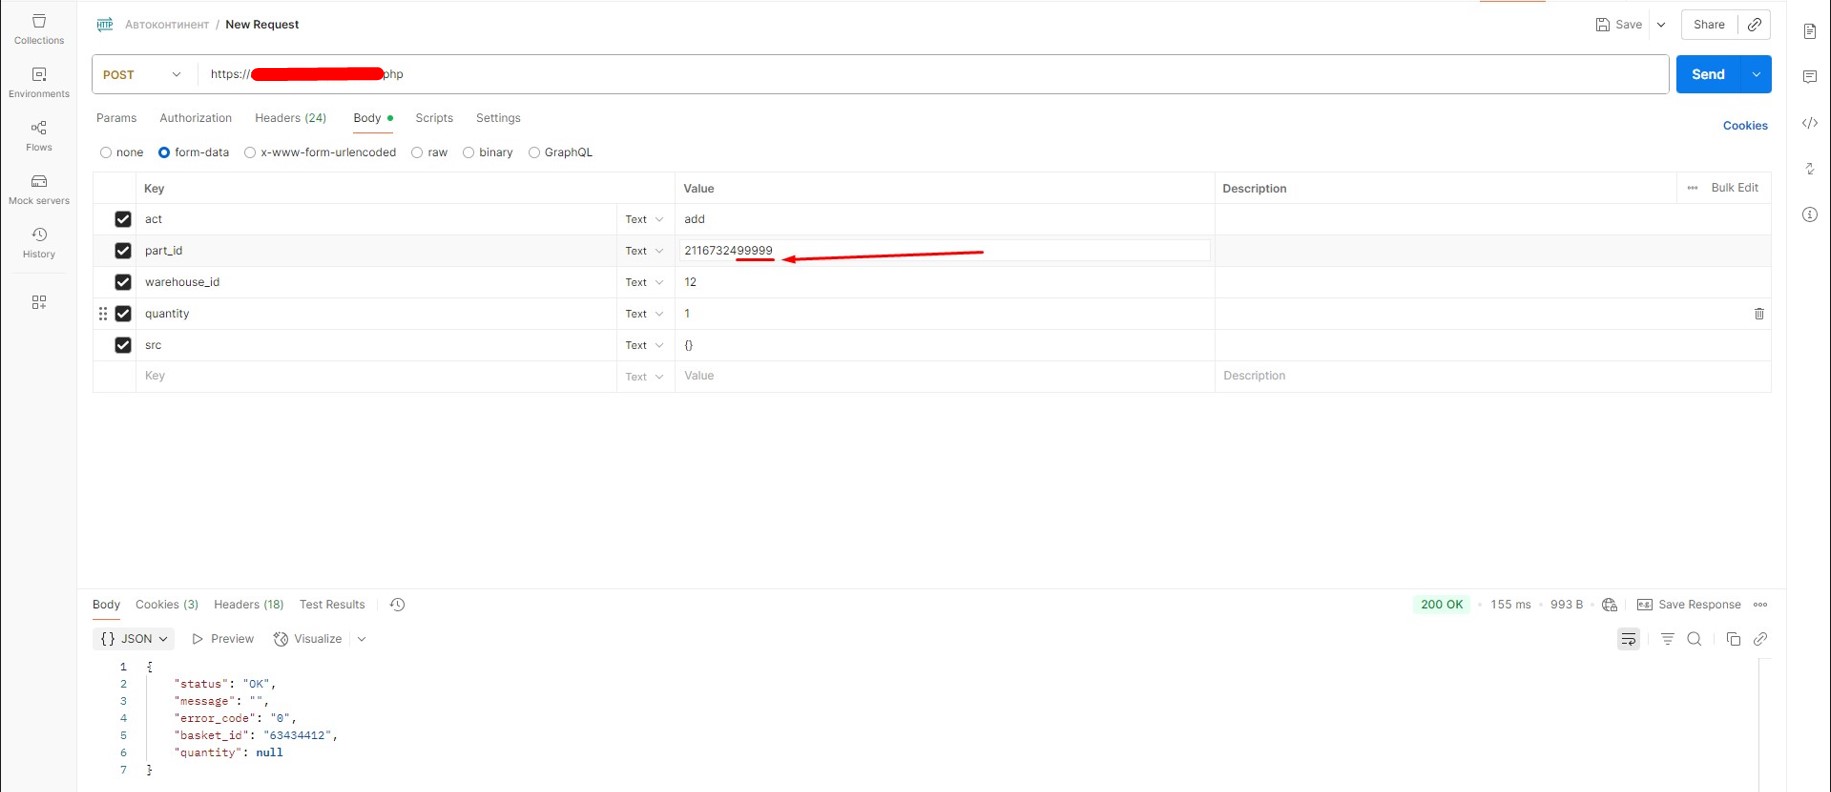 Collections
Environments
Flows
Mock servers
History
HTTP Автоконтинент / New Request Save Share
POST https:// php Send
Params Authorization Headers (24) Body Scripts Settings Cookies
none form-data x-www-form-urlencoded raw binary GraphQL
Key Value Description ••• Bulk Edit
act Text add
part_id Text 2116732499999
warehouse_id Text 12
quantity Text 1
src Text {}
Key Text Value Description
Body Cookies (3) Headers (18) Test Results 200 OK • 155 ms • 993 B • Save Response •••
{} JSON Preview Visualize
1 {
2 "status": "OK",
3 "message": "",
4 "error_code": "0",
5 "basket_id": "63434412",
6 "quantity": null
7 }